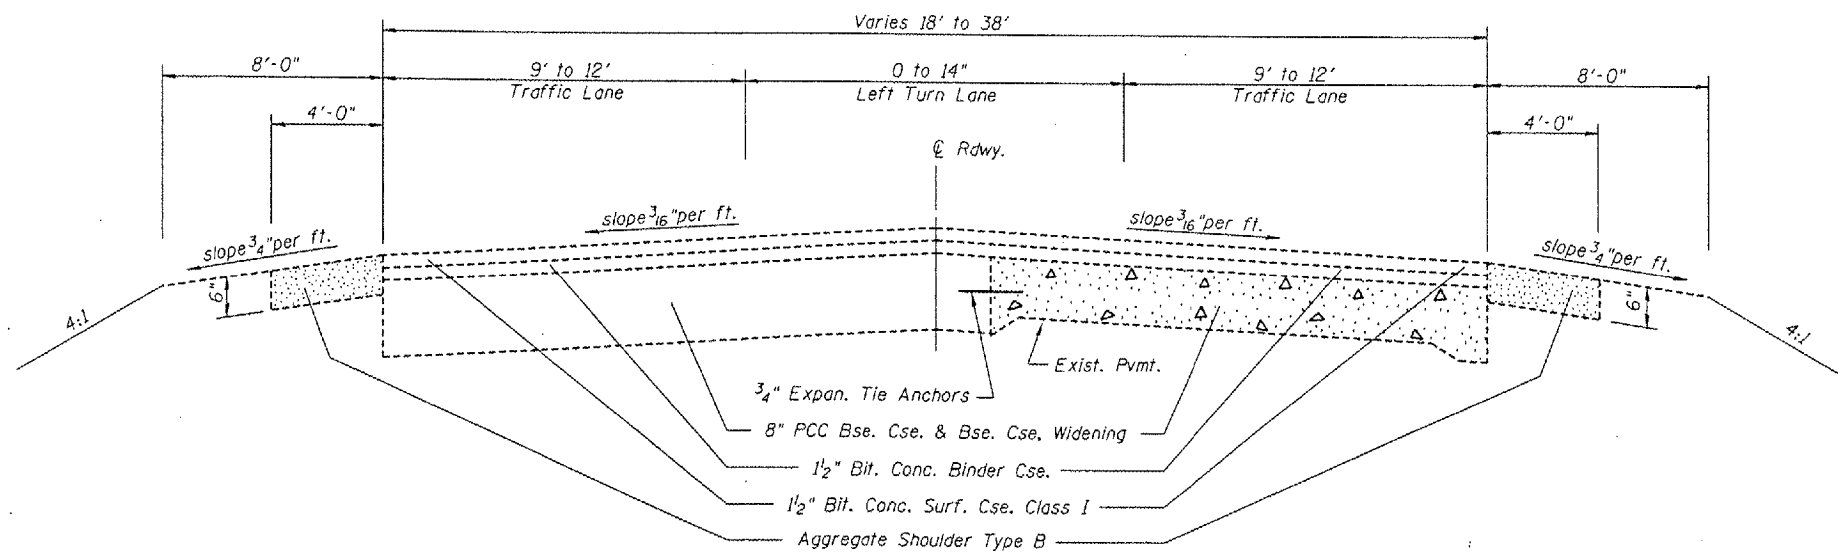 Varies 18' to 38'
8'-0" 9' to 12' 0 to 14" 9' to 12' 8'-0"
Traffic Lane Left Turn Lane Traffic Lane
4'-0" 4'-0"
℄ Rdwy.
slope 3/16" per ft. slope 3/16" per ft.
slope 3/4" per ft. slope 3/4" per ft.
6" 6"
4:1 4:1
Exist. Pvmt.
3/4" Expan. Tie Anchors
8" PCC Bse. Cse. & Bse. Cse. Widening
1 1/2" Bit. Conc. Binder Cse.
1 1/2" Bit. Conc. Surf. Cse. Class I
Aggregate Shoulder Type B